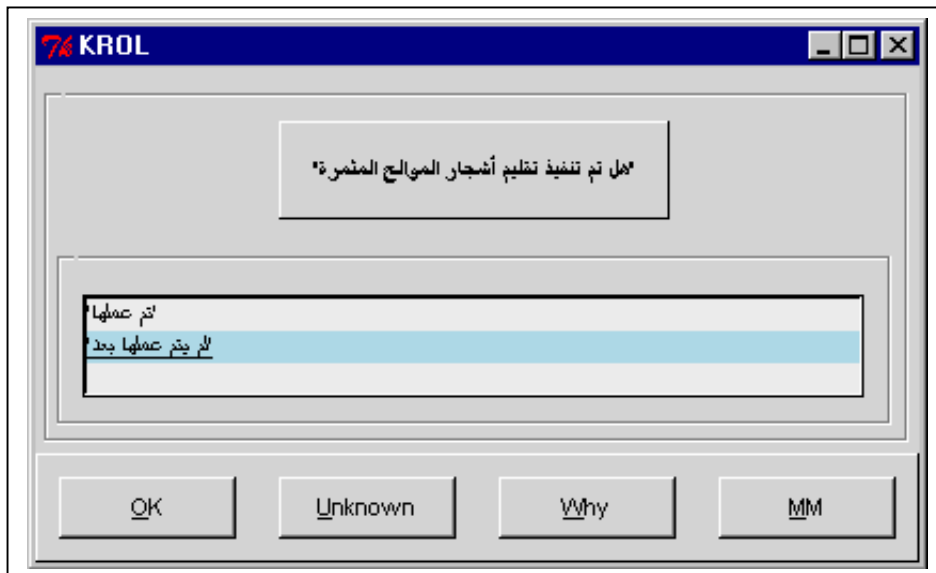 KROL
'هل تم تنفيذ تقليم أشجار الموالح المثمرة'
'تم عملها'
'لم يتم عملها بعد'
OK
Unknown
Why
MM